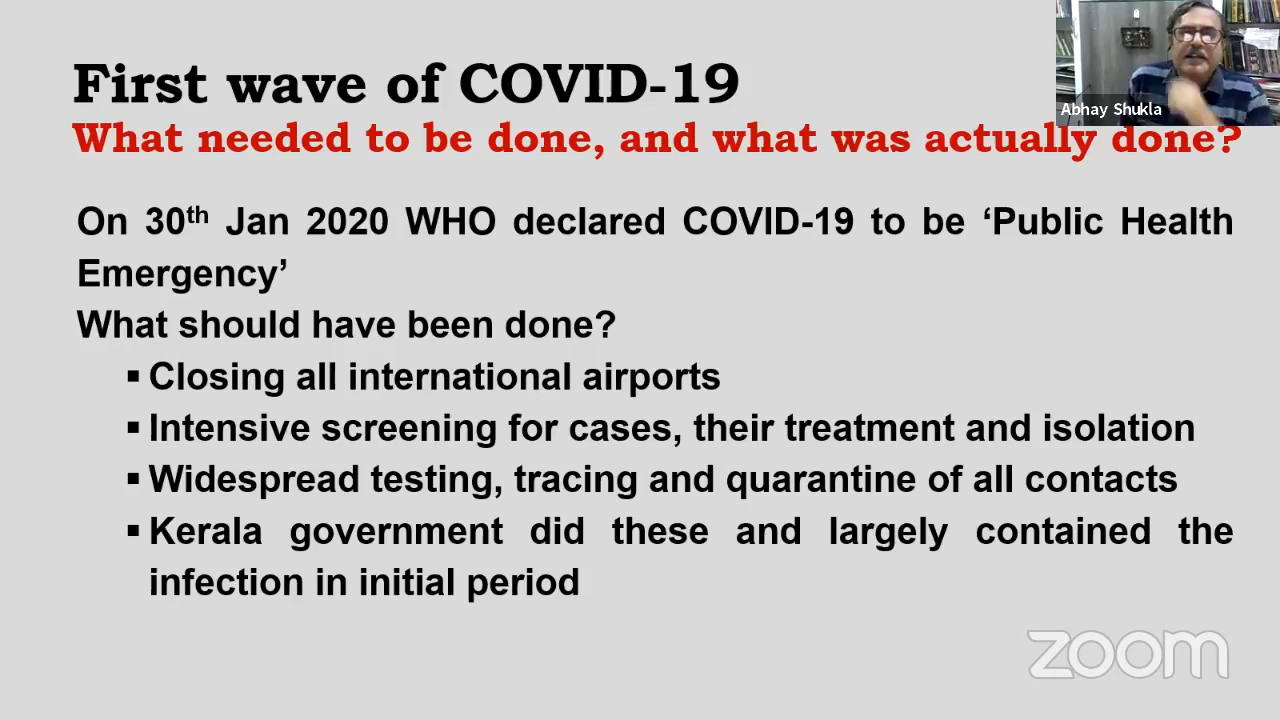 First wave of COVID-19
Abhay Shukla
What needed to be done, and what was actually done?
On 30th Jan 2020 WHO declared COVID-19 to be ‘Public Health
Emergency’
What should have been done?
▪ Closing all international airports
▪ Intensive screening for cases, their treatment and isolation
▪ Widespread testing, tracing and quarantine of all contacts
▪ Kerala government did these and largely contained the
infection in initial period
zoom